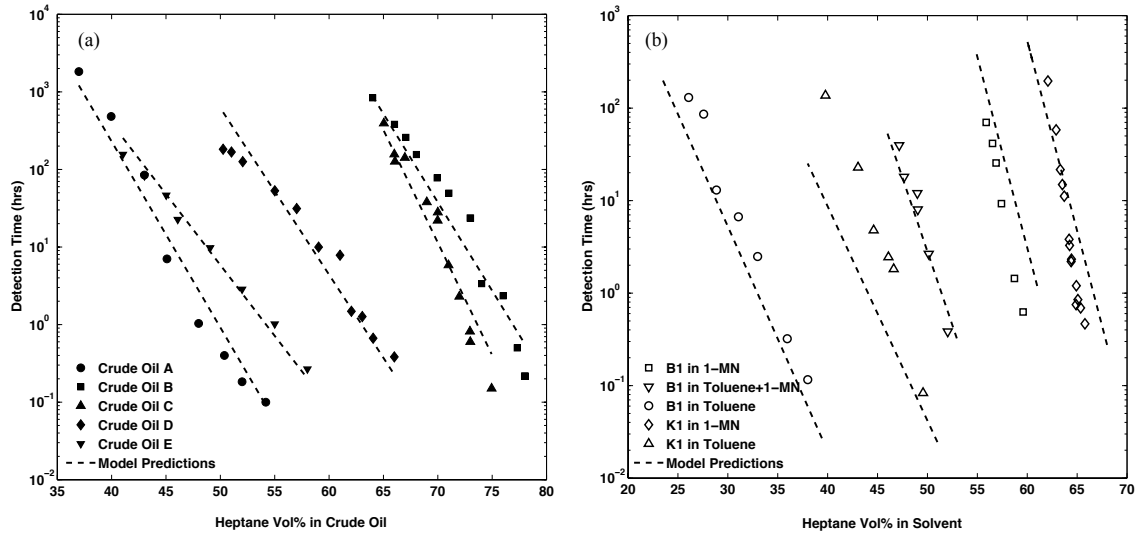 (a)
Detection Time (hrs)
10^4
10^3
10^2
10^1
10^0
10^-1
10^-2
Crude Oil A
Crude Oil B
Crude Oil C
Crude Oil D
Crude Oil E
Model Predictions
35 40 45 50 55 60 65 70 75 80
Heptane Vol% in Crude Oil
(b)
Detection Time (hrs)
10^3
10^2
10^1
10^0
10^-1
10^-2
B1 in 1-MN
B1 in Toluene+1-MN
B1 in Toluene
K1 in 1-MN
K1 in Toluene
Model Predictions
20 25 30 35 40 45 50 55 60 65 70
Heptane Vol% in Solvent